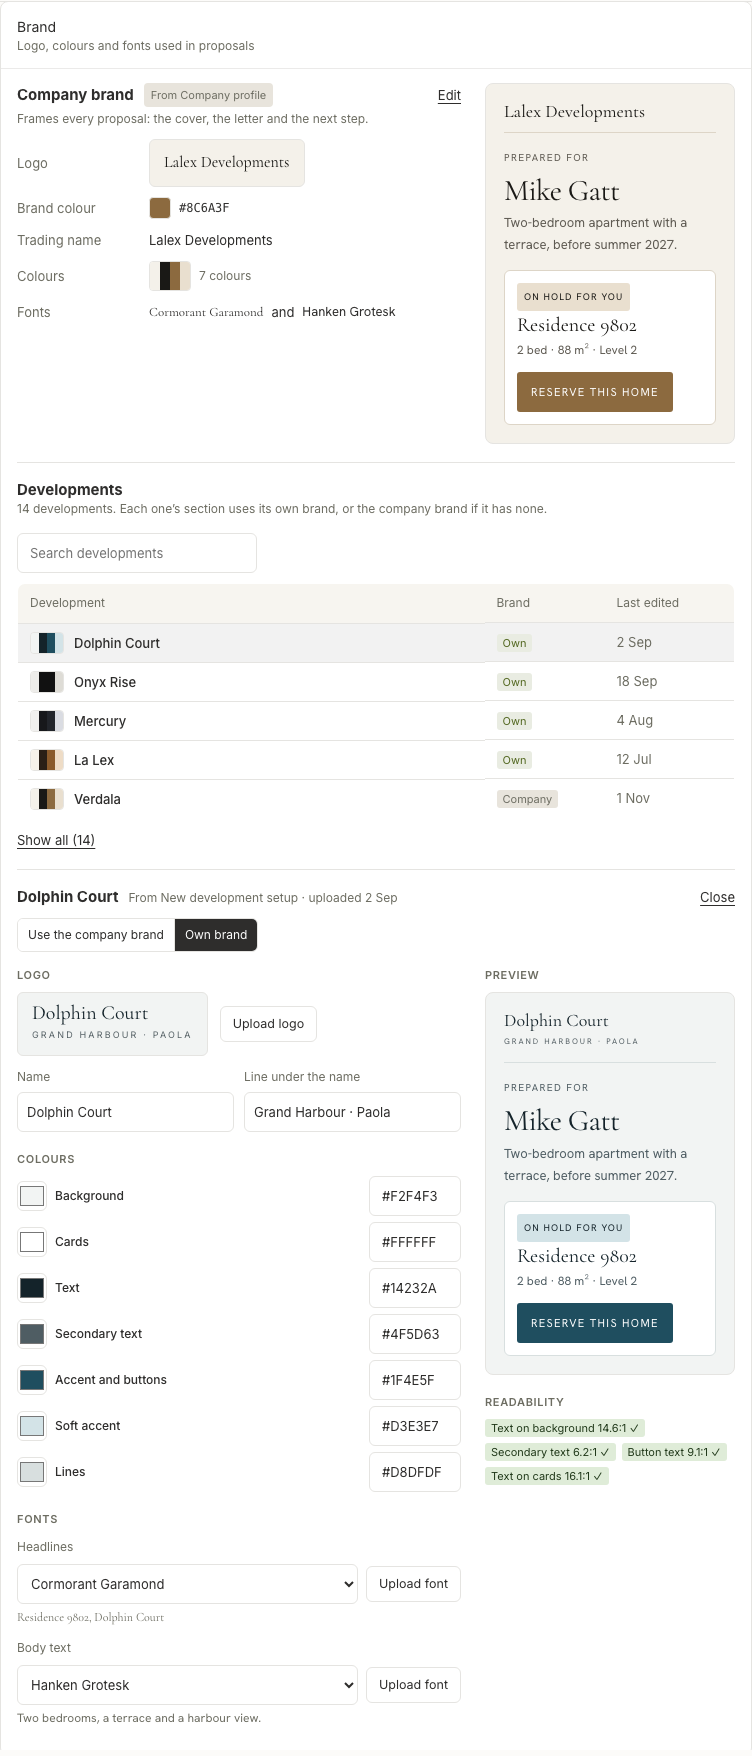 Brand
Logo, colours and fonts used in proposals
Company brand From Company profile Edit
Frames every proposal: the cover, the letter and the next step.
Logo Lalex Developments
Brand colour #8C6A3F
Trading name Lalex Developments
Colours 7 colours
Fonts Cormorant Garamond and Hanken Grotesk
Lalex Developments
PREPARED FOR
Mike Gatt
Two-bedroom apartment with a
terrace, before summer 2027.
ON HOLD FOR YOU
Residence 9802
2 bed · 88 m² · Level 2
RESERVE THIS HOME
Developments
14 developments. Each one’s section uses its own brand, or the company brand if it has none.
Search developments
Development Brand Last edited
Dolphin Court Own 2 Sep
Onyx Rise Own 18 Sep
Mercury Own 4 Aug
La Lex Own 12 Jul
Verdala Company 1 Nov
Show all (14)
Dolphin Court From New development setup · uploaded 2 Sep Close
Use the company brand Own brand
LOGO
Dolphin Court
GRAND HARBOUR · PAOLA
Upload logo
Name Line under the name
Dolphin Court Grand Harbour · Paola
COLOURS
Background #F2F4F3
Cards #FFFFFF
Text #14232A
Secondary text #4F5D63
Accent and buttons #1F4E5F
Soft accent #D3E3E7
Lines #D8DFDF
FONTS
Headlines
Cormorant Garamond Upload font
Residence 9802, Dolphin Court
Body text
Hanken Grotesk Upload font
Two bedrooms, a terrace and a harbour view.
PREVIEW
Dolphin Court
GRAND HARBOUR · PAOLA
PREPARED FOR
Mike Gatt
Two-bedroom apartment with a
terrace, before summer 2027.
ON HOLD FOR YOU
Residence 9802
2 bed · 88 m² · Level 2
RESERVE THIS HOME
READABILITY
Text on background 14.6:1 ✓
Secondary text 6.2:1 ✓ Button text 9.1:1 ✓
Text on cards 16.1:1 ✓